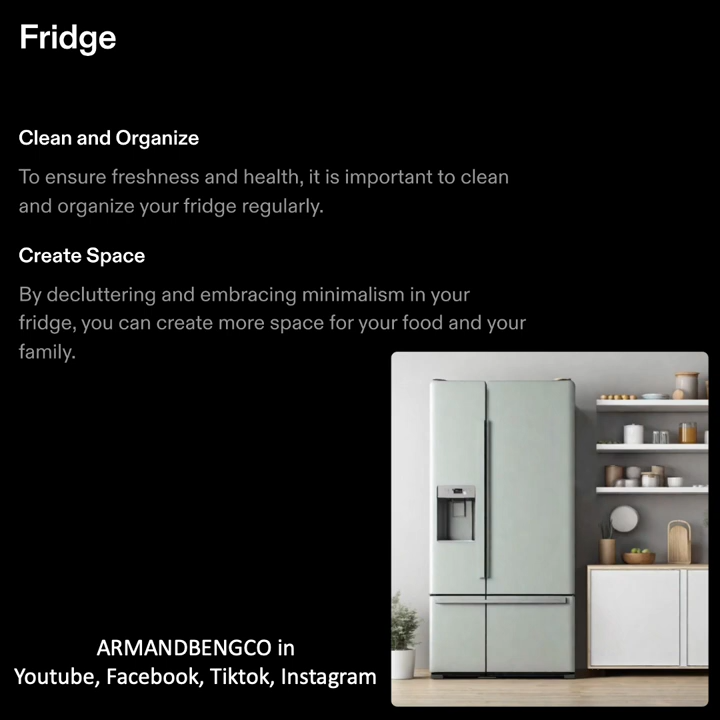 Fridge
Clean and Organize
To ensure freshness and health, it is important to clean
and organize your fridge regularly.
Create Space
By decluttering and embracing minimalism in your
fridge, you can create more space for your food and your
family.
ARMANDBENGCO in
Youtube, Facebook, Tiktok, Instagram